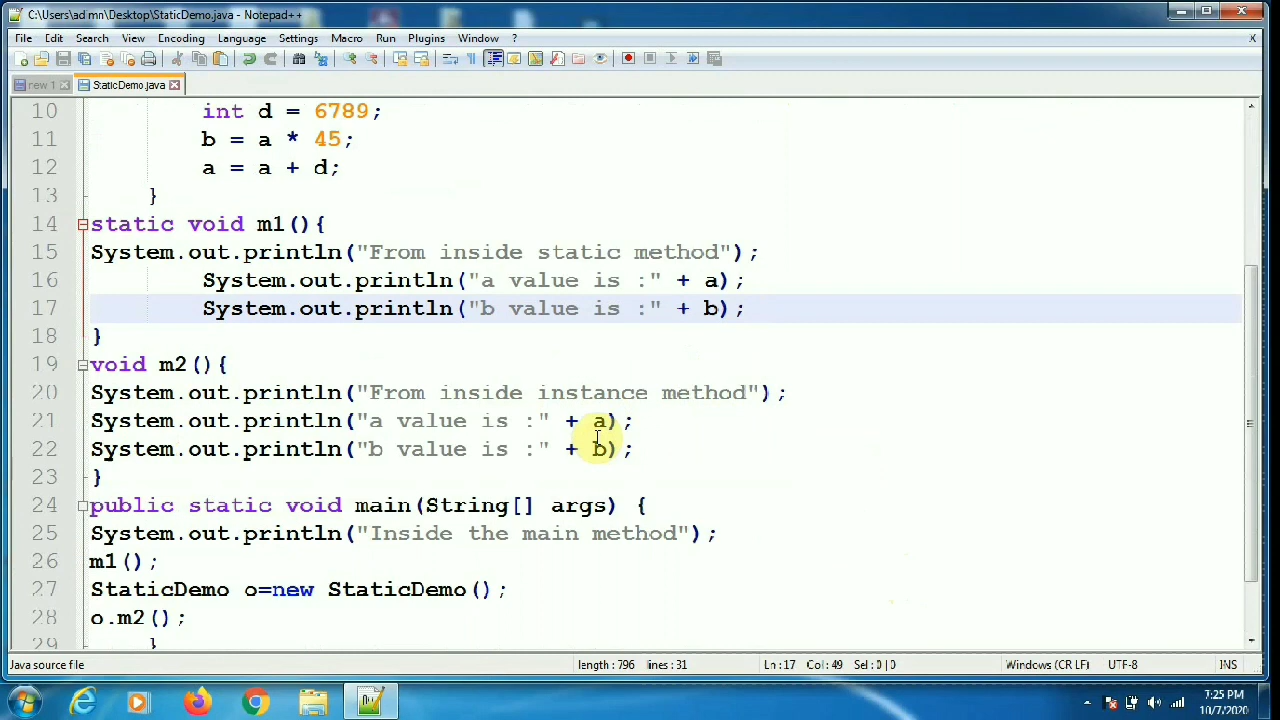 C:\Users\adimn\Desktop\StaticDemo.java - Notepad++
File Edit Search View Encoding Language Settings Macro Run Plugins Window ? X
new 1 StaticDemo.java
10 int d = 6789;
11 b = a * 45;
12 a = a + d;
13 }
14 static void m1(){
15 System.out.println("From inside static method");
16 System.out.println("a value is :" + a);
17 System.out.println("b value is :" + b);
18 }
19 void m2(){
20 System.out.println("From inside instance method");
21 System.out.println("a value is :" + a);
22 System.out.println("b value is :" + b);
23 }
24 public static void main(String[] args) {
25 System.out.println("Inside the main method");
26 m1();
27 StaticDemo o=new StaticDemo();
28 o.m2();
29 }
Java source file length : 796 lines : 31 Ln : 17 Col : 49 Sel : 0 | 0 Windows (CR LF) UTF-8 INS
7:25 PM
10/7/2020